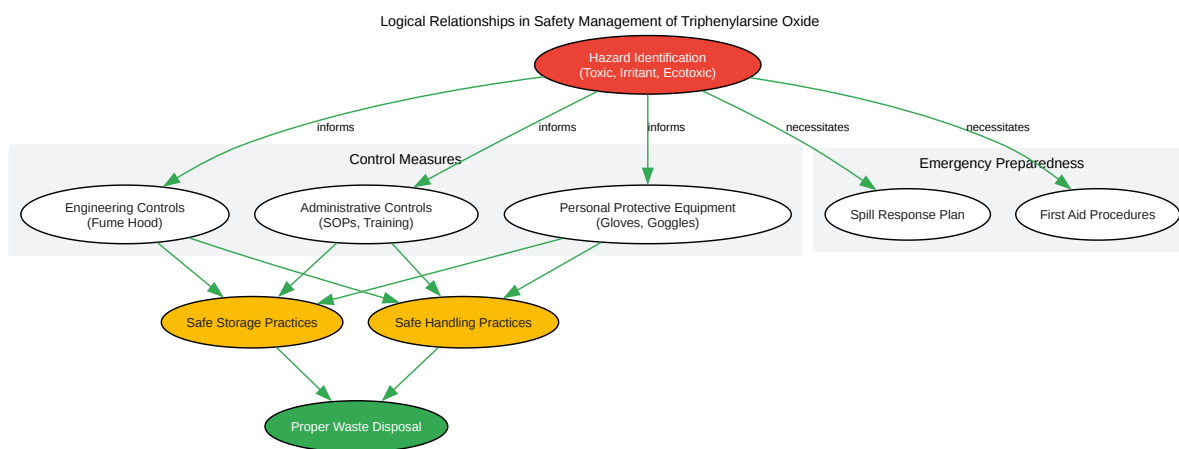 Logical Relationships in Safety Management of Triphenylarsine Oxide
Hazard Identification
(Toxic, Irritant, Ecotoxic)
informs
informs
informs
necessitates
necessitates
Control Measures
Emergency Preparedness
Engineering Controls
(Fume Hood)
Administrative Controls
(SOPs, Training)
Personal Protective Equipment
(Gloves, Goggles)
Spill Response Plan
First Aid Procedures
Safe Storage Practices
Safe Handling Practices
Proper Waste Disposal